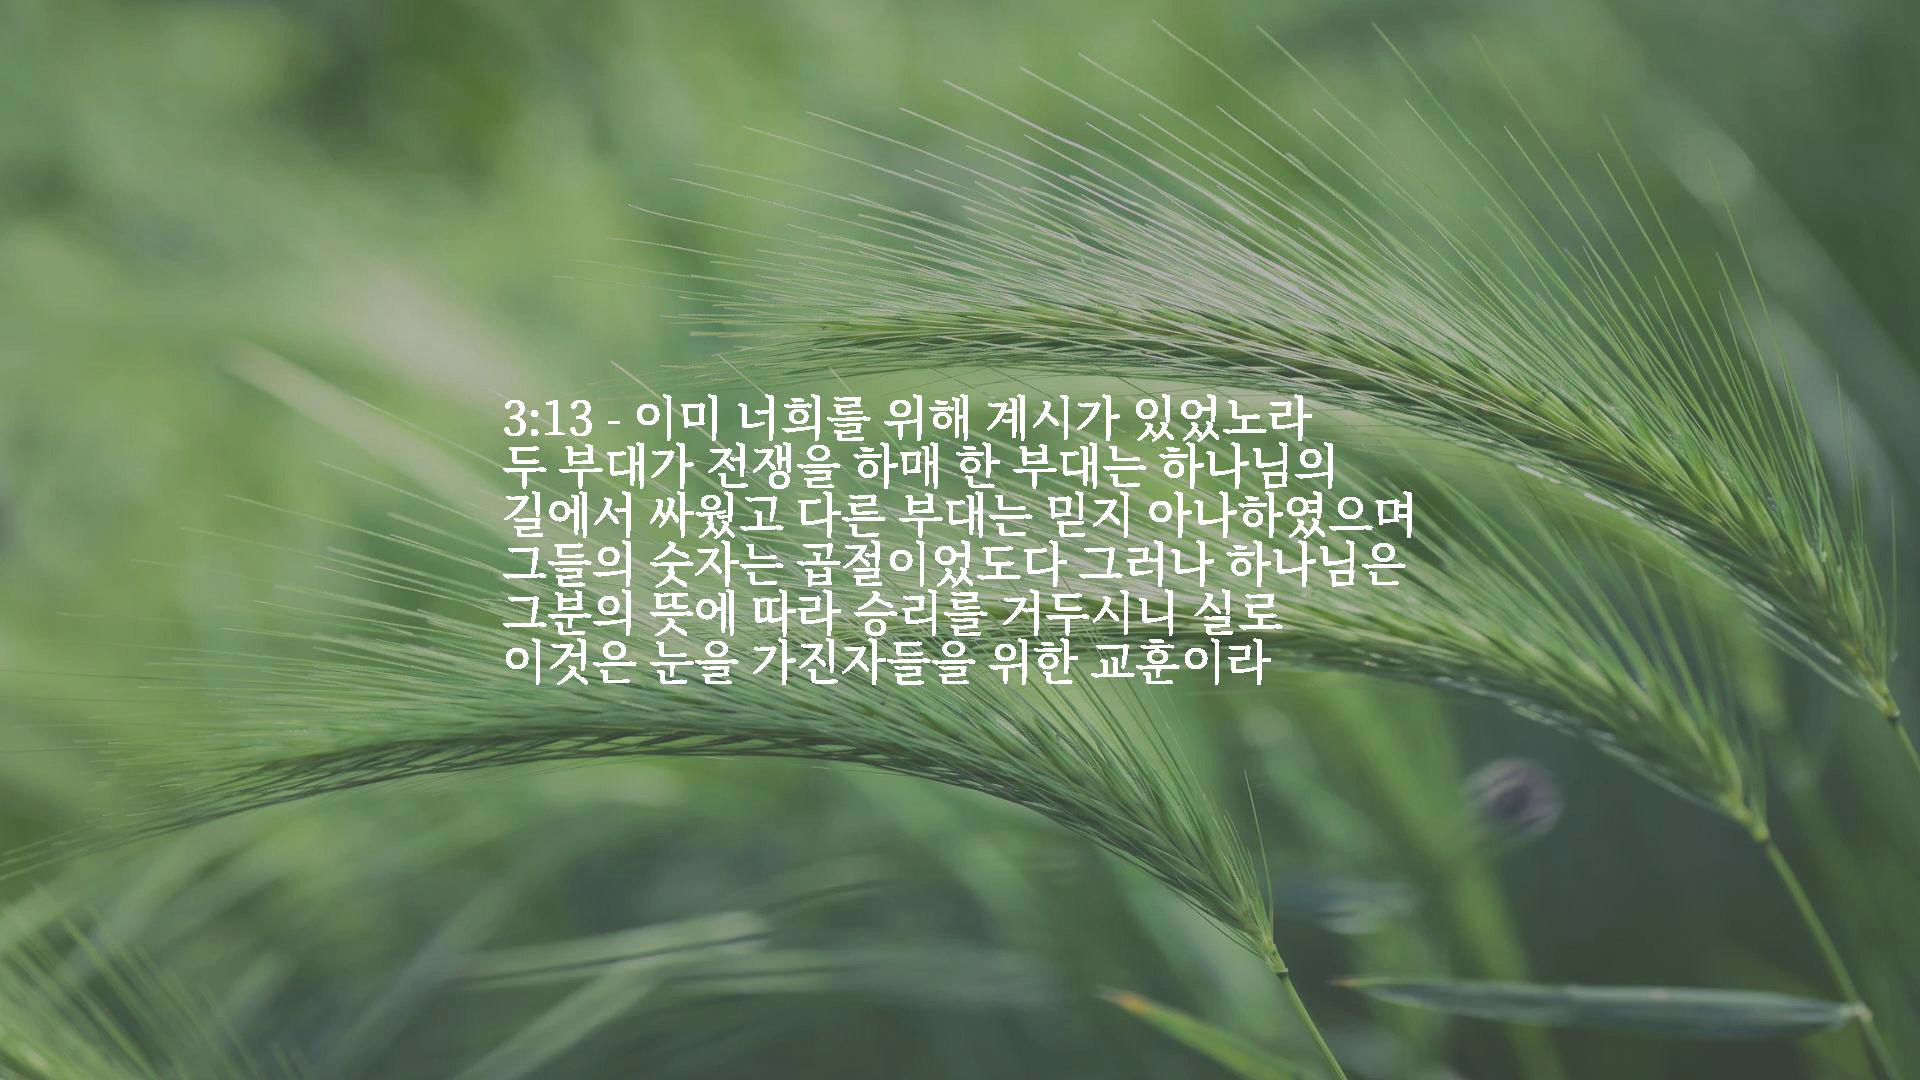 3:13 - 이미 너희를 위해 계시가 있었노라
두 부대가 전쟁을 하매 한 부대는 하나님의
길에서 싸웠고 다른 부대는 믿지 아나하였으며
그들의 숫자는 곱절이었도다 그러나 하나님은
그분의 뜻에 따라 승리를 거두시니 실로
이것은 눈을 가진자들을 위한 교훈이라